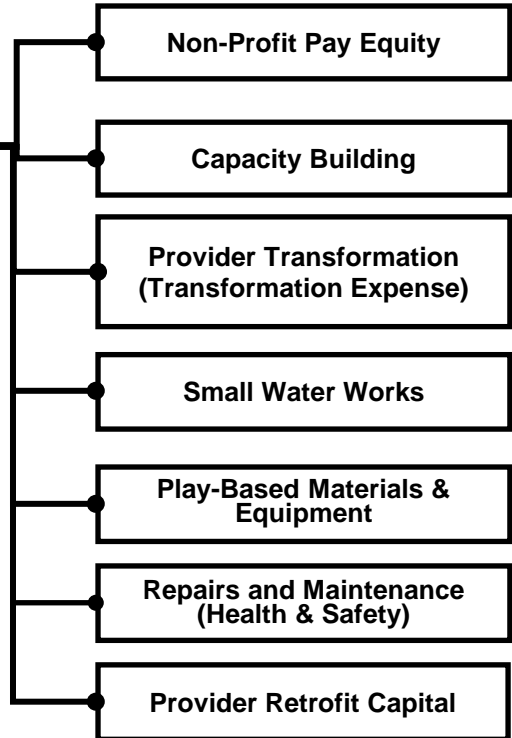 Non-Profit Pay Equity
Capacity Building
Provider Transformation
(Transformation Expense)
Small Water Works
Play-Based Materials &
Equipment
Repairs and Maintenance
(Health & Safety)
Provider Retrofit Capital